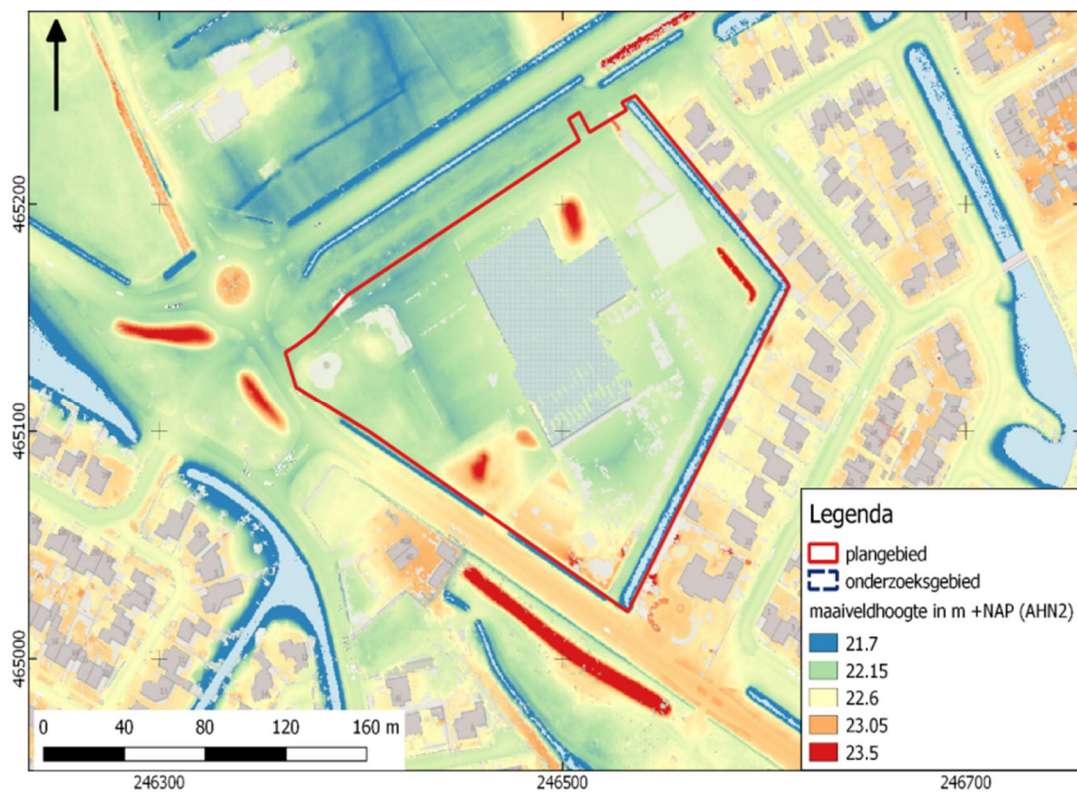 465200
465100
465000
Legenda
plangebied
onderzoeksgebied
maaiveldhoogte in m +NAP (AHN2)
21.7
22.15
22.6
23.05
23.5
0 40 80 120 160 m
246300 246500 246700